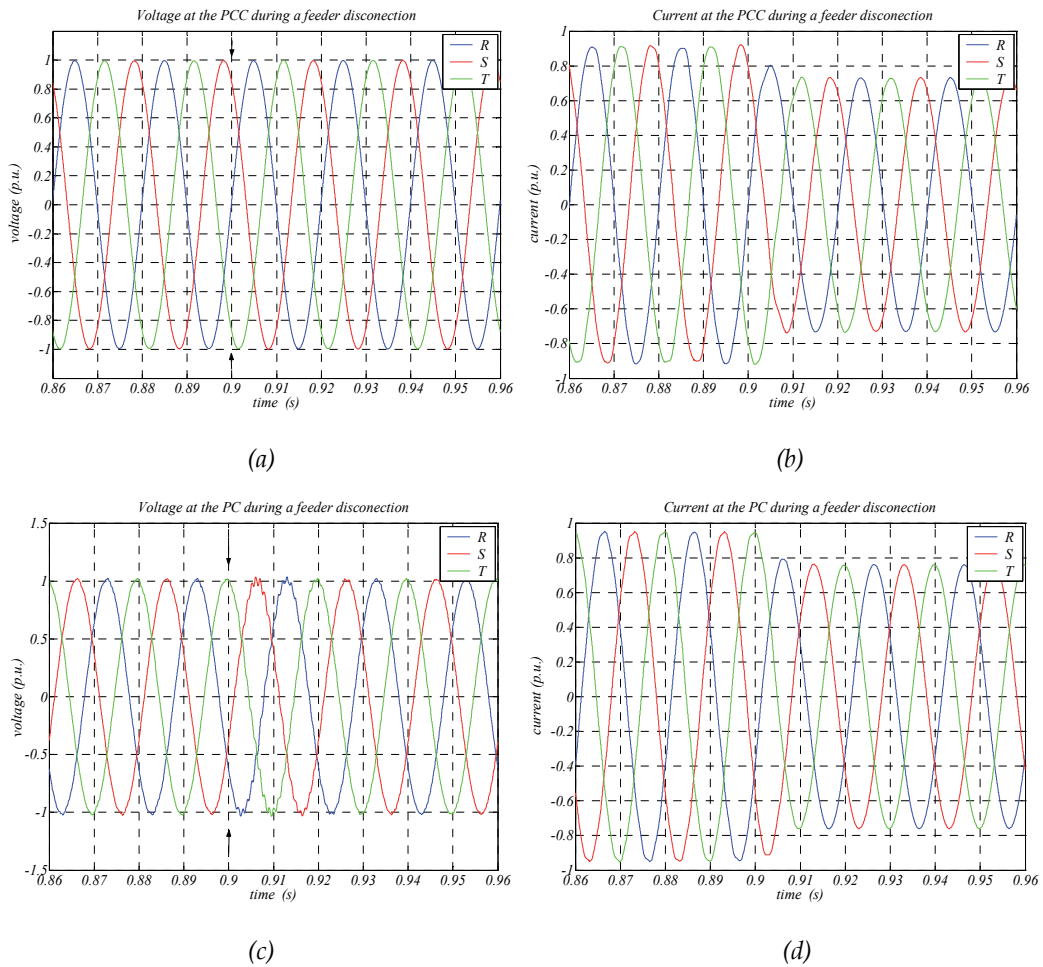 Voltage at the PCC during a feeder disconection
R
S
T
1
0.8
0.6
0.4
0.2
0
-0.2
-0.4
-0.6
-0.8
-1
voltage (p.u.)
0.86 0.87 0.88 0.89 0.9 0.91 0.92 0.93 0.94 0.95 0.96
time (s)
(a)
Current at the PCC during a feeder disconection
R
S
T
1
0.8
0.6
0.4
0.2
0
-0.2
-0.4
-0.6
-0.8
-1
current (p.u.)
0.86 0.87 0.88 0.89 0.9 0.91 0.92 0.93 0.94 0.95 0.96
time (s)
(b)
Voltage at the PC during a feeder disconection
R
S
T
1.5
1
0.5
0
-0.5
-1
-1.5
voltage (p.u.)
0.86 0.87 0.88 0.89 0.9 0.91 0.92 0.93 0.94 0.95 0.96
time (s)
(c)
Current at the PC during a feeder disconection
R
S
T
1
0.8
0.6
0.4
0.2
0
-0.2
-0.4
-0.6
-0.8
-1
current (p.u.)
0.86 0.87 0.88 0.89 0.9 0.91 0.92 0.93 0.94 0.95 0.96
time (s)
(d)